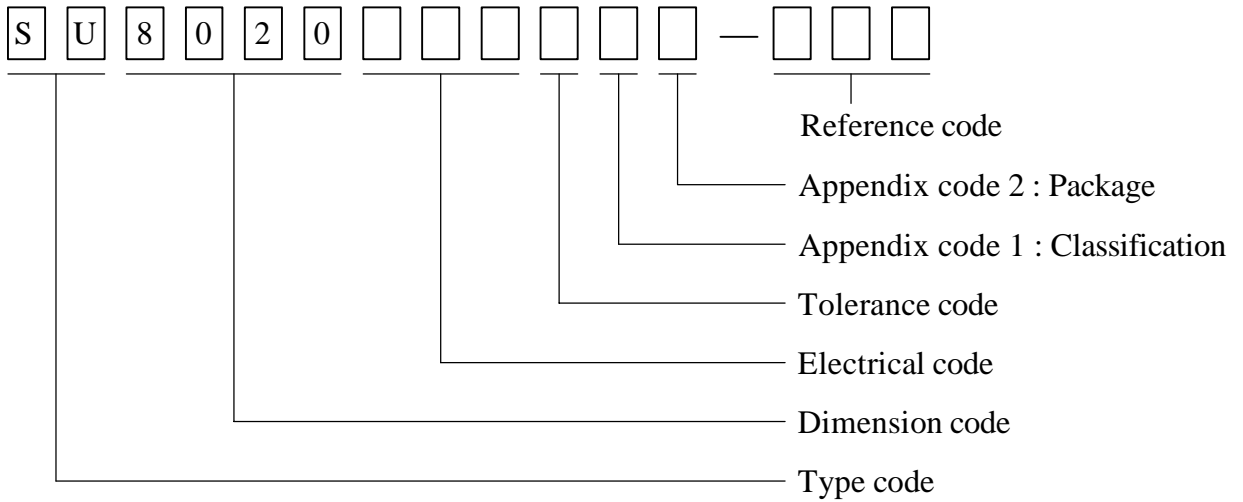 S U 8 0 2 0 —
Reference code
Appendix code 2 : Package
Appendix code 1 : Classification
Tolerance code
Electrical code
Dimension code
Type code